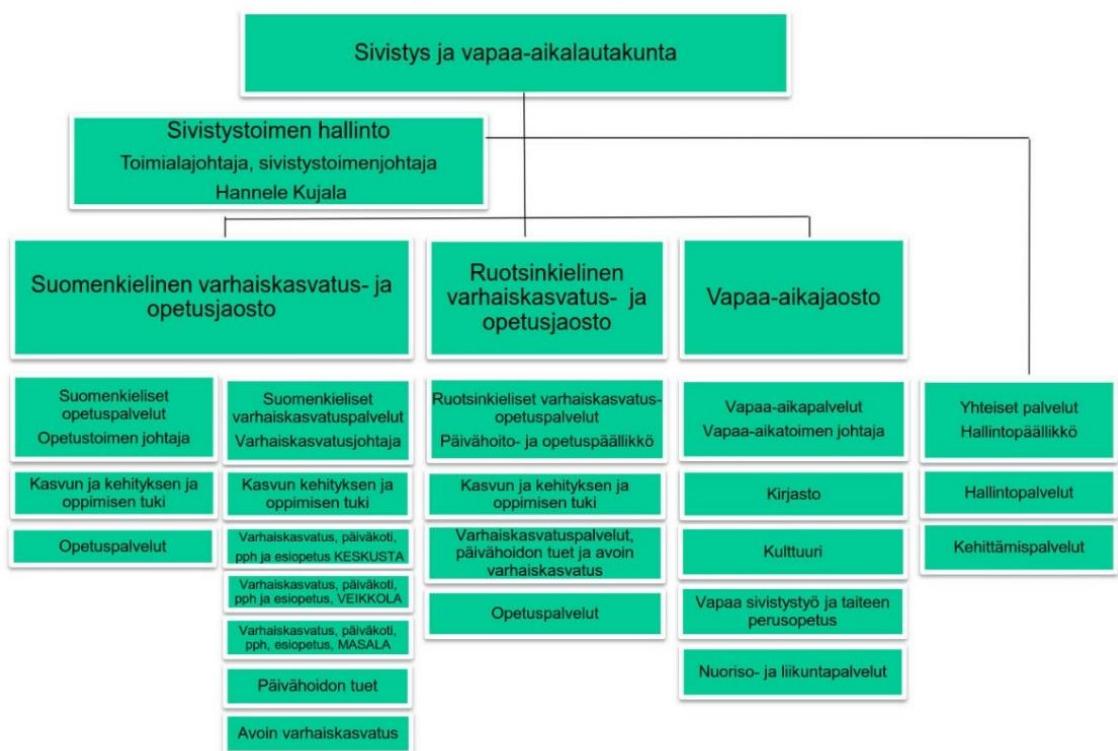 Sivistys ja vapaa-aikalautakunta
Sivistystoimen hallinto
Toimialajohtaja, sivistystoimenjohtaja
Hannele Kujala
Suomenkielinen varhaiskasvatus- ja
opetusjaosto
Ruotsinkielinen
varhaiskasvatus- ja
opetusjaosto
Vapaa-aikajaosto
Suomenkieliset
opetuspalvelut
Opetustoimen johtaja
Kasvun ja kehityksen ja
oppimisen tuki
Opetuspalvelut
Suomenkieliset
varhaiskasvatuspalvelut
Varhaiskasvatusjohtaja
Kasvun kehityksen ja
oppimisen tuki
Varhaiskasvatus, päiväkoti,
pph ja esiopetus KESKUSTA
Varhaiskasvatus, päiväkoti,
pph ja esiopetus, VEIKKOLA
Varhaiskasvatus, päiväkoti,
pph, esiopetus, MASALA
Päivähoidon tuet
Avoin varhaiskasvatus
Ruotsinkieliset varhaiskasvatus-
opetuspalvelut
Päivähoito- ja opetuspäällikkö
Kasvun ja kehityksen ja
oppimisen tuki
Varhaiskasvatuspalvelut,
päivähoidon tuet ja avoin
varhaiskasvatus
Opetuspalvelut
Vapaa-aikapalvelut
Vapaa-aikatoimen johtaja
Kirjasto
Kulttuuri
Vapaa sivistystyö ja taiteen
perusopetus
Nuoriso- ja liikuntapalvelut
Yhteiset palvelut
Hallintopäällikkö
Hallintopalvelut
Kehittämispalvelut